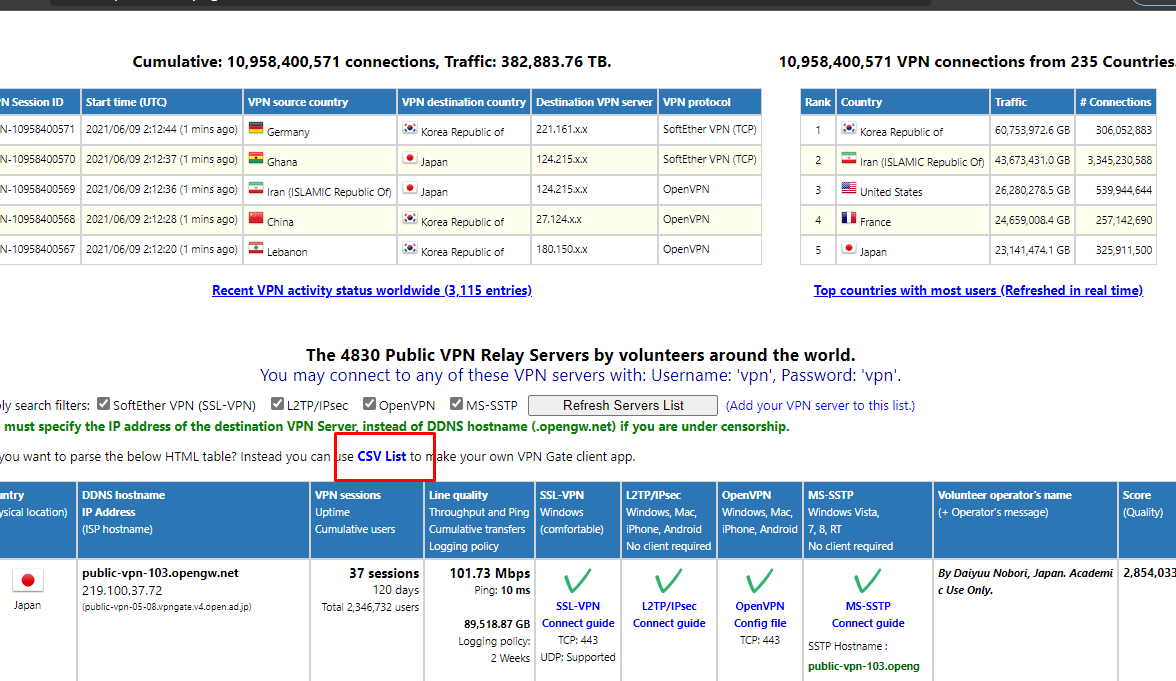 Cumulative: 10,958,400,571 connections, Traffic: 382,883.76 TB.
N Session ID Start time (UTC) VPN source country VPN destination country Destination VPN server VPN protocol
N-10958400571 2021/06/09 2:12:44 (1 mins ago) Germany Korea Republic of 221.161.x.x SoftEther VPN (TCP)
N-10958400570 2021/06/09 2:12:37 (1 mins ago) Ghana Japan 124.215.x.x SoftEther VPN (TCP)
N-10958400569 2021/06/09 2:12:36 (1 mins ago) Iran (ISLAMIC Republic Of) Japan 124.215.x.x OpenVPN
N-10958400568 2021/06/09 2:12:28 (1 mins ago) China Korea Republic of 27.124.x.x OpenVPN
N-10958400567 2021/06/09 2:12:20 (1 mins ago) Lebanon Korea Republic of 180.150.x.x OpenVPN
Recent VPN activity status worldwide (3,115 entries)
10,958,400,571 VPN connections from 235 Countries.
Rank Country Traffic # Connections
1 Korea Republic of 60,753,972.6 GB 306,052,883
2 Iran (ISLAMIC Republic Of) 43,673,431.0 GB 3,345,230,588
3 United States 26,280,278.5 GB 539,944,644
4 France 24,659,008.4 GB 257,142,690
5 Japan 23,141,474.1 GB 325,911,500
Top countries with most users (Refreshed in real time)
The 4830 Public VPN Relay Servers by volunteers around the world.
You may connect to any of these VPN servers with: Username: 'vpn', Password: 'vpn'.
ly search filters: SoftEther VPN (SSL-VPN) L2TP/IPsec OpenVPN MS-SSTP Refresh Servers List (Add your VPN server to this list.)
must specify the IP address of the destination VPN Server, instead of DDNS hostname (.opengw.net) if you are under censorship.
you want to parse the below HTML table? Instead you can use CSV List to make your own VPN Gate client app.
untry
ysical location)
DDNS hostname
IP Address
(ISP hostname)
VPN sessions
Uptime
Cumulative users
Line quality
Throughput and Ping
Cumulative transfers
Logging policy
SSL-VPN
Windows
(comfortable)
L2TP/IPsec
Windows, Mac,
iPhone, Android
No client required
OpenVPN
Windows, Mac,
iPhone, Android
MS-SSTP
Windows Vista,
7, 8, RT
No client required
Volunteer operator's name
(+ Operator's message)
Score
(Quality)
Japan
public-vpn-103.opengw.net
219.100.37.72
(public-vpn-05-08.vpngate.v4.open.ad.jp)
37 sessions
120 days
Total 2,346,732 users
101.73 Mbps
Ping: 10 ms
89,518.87 GB
Logging policy:
2 Weeks
SSL-VPN
Connect guide
TCP: 443
UDP: Supported
L2TP/IPsec
Connect guide
OpenVPN
Config file
TCP: 443
MS-SSTP
Connect guide
SSTP Hostname :
public-vpn-103.openg
By Daiyuu Nobori, Japan. Academi
c Use Only.
2,854,033